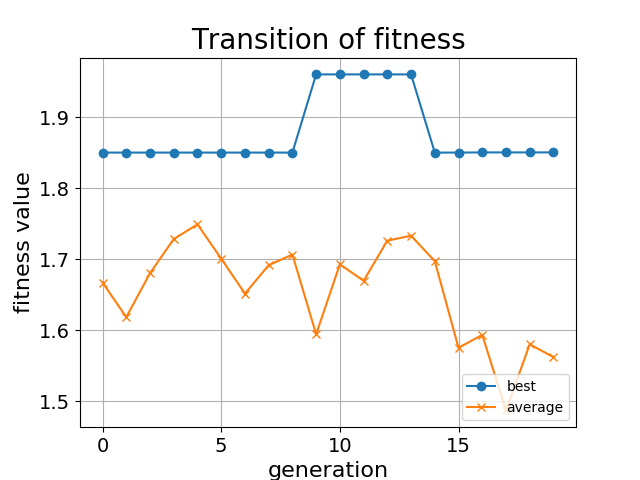 Transition of fitness
fitness value
1.9
1.8
1.7
1.6
1.5
0 5 10 15
generation
best
average